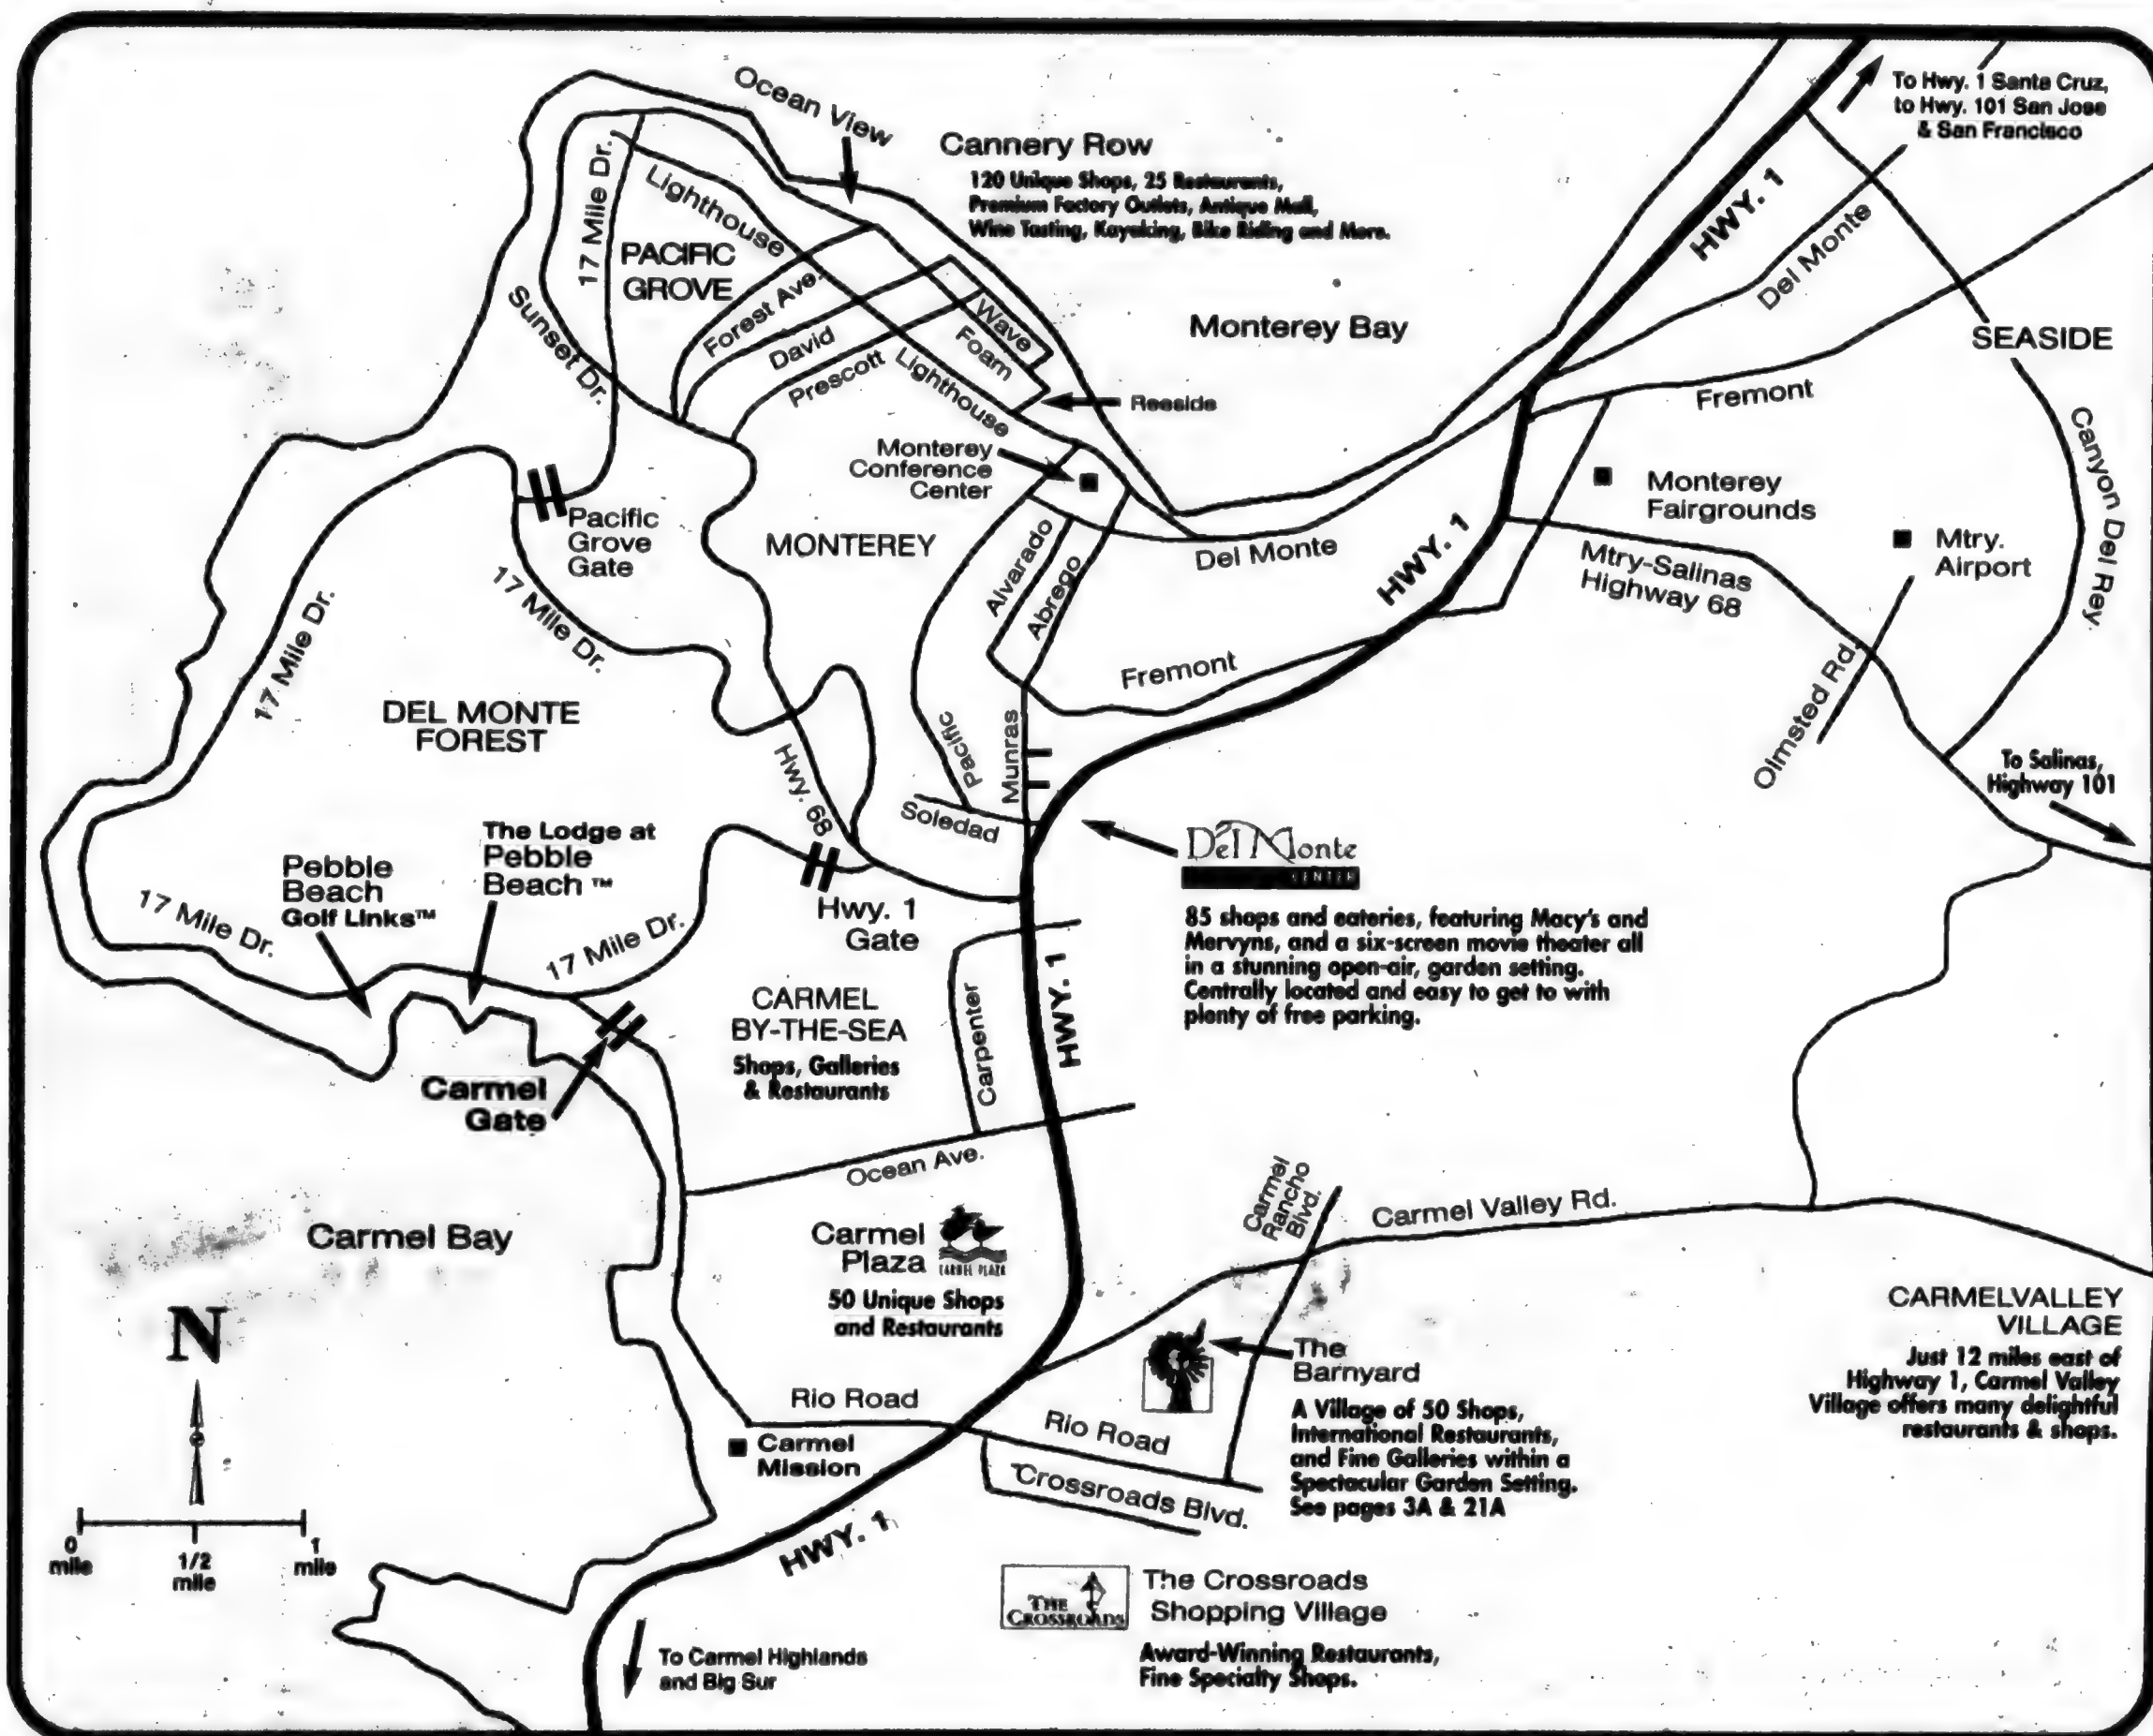 Ocean View
Cannery Row
120 Unique Shops, 25 Restaurants,
Premium Factory Outlets, Antique Mall,
Wine Tasting, Kayaking, Bike Riding and More.
To Hwy. 1 Santa Cruz,
to Hwy. 101 San Jose
& San Francisco
HWY. 1
Del Monte
17 Mile Dr.
Lighthouse
PACIFIC
GROVE
Forest Ave.
Sunset Dr.
David
Prescott
Lighthouse
Wave
Foam
Reeside
Monterey Bay
SEASIDE
Fremont
Canyon Del Rey
Monterey
Conference
Center
Monterey
Fairgrounds
Mtry.
Airport
Pacific
Grove
Gate
MONTEREY
Alvarado
Abrego
Del Monte
HWY. 1
Mtry-Salinas
Highway 68
17 Mile Dr.
17 Mile Dr.
Fremont
Olmsted Rd.
DEL MONTE
FOREST
Hwy. 68
Pacific
Munras
Soledad
To Salinas,
Highway 101
Del Monte
CENTER
85 shops and eateries, featuring Macy's and
Mervyns, and a six-screen movie theater all
in a stunning open-air, garden setting.
Centrally located and easy to get to with
plenty of free parking.
The Lodge at
Pebble
Beach ™
Pebble
Beach
Golf Links™
17 Mile Dr.
17 Mile Dr.
Hwy. 1
Gate
CARMEL
BY-THE-SEA
Shops, Galleries
& Restaurants
Carpenter
HWY. 1
Carmel
Gate
Ocean Ave.
Carmel Bay
Carmel
Plaza
CARMEL PLAZA
50 Unique Shops
and Restaurants
Carmel
Rancho
Blvd.
Carmel Valley Rd.
CARMELVALLEY
VILLAGE
Just 12 miles east of
Highway 1, Carmel Valley
Village offers many delightful
restaurants & shops.
The
Barnyard
A Village of 50 Shops,
International Restaurants,
and Fine Galleries within a
Spectacular Garden Setting.
See pages 3A & 21A
N
Rio Road
Rio Road
Carmel
Mission
Crossroads Blvd.
HWY. 1
0
mile
1/2
mile
1
mile
THE
CROSSROADS
The Crossroads
Shopping Village
Award-Winning Restaurants,
Fine Specialty Shops.
To Carmel Highlands
and Big Sur